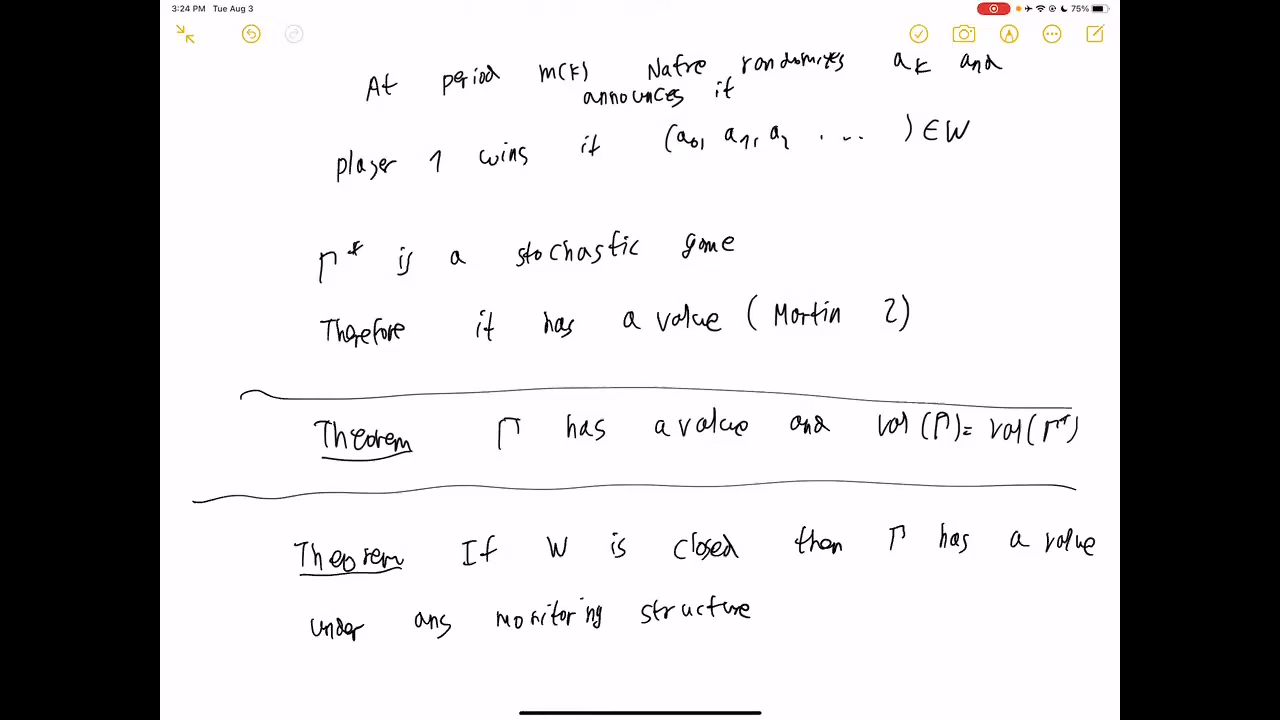 3:24 PM Tue Aug 3 75%
At period m(k) Natre randomizes a_k and
announces it
player 1 wins if (a_0, a_1, a_2 . . . ) ∈ W
Γ* is a stochastic game
Therefore it has a value (Martin 2)
Theorem Γ has a value and val(Γ) = val(Γ*)
Theorem If W is closed then Γ has a value
under any monitoring structure